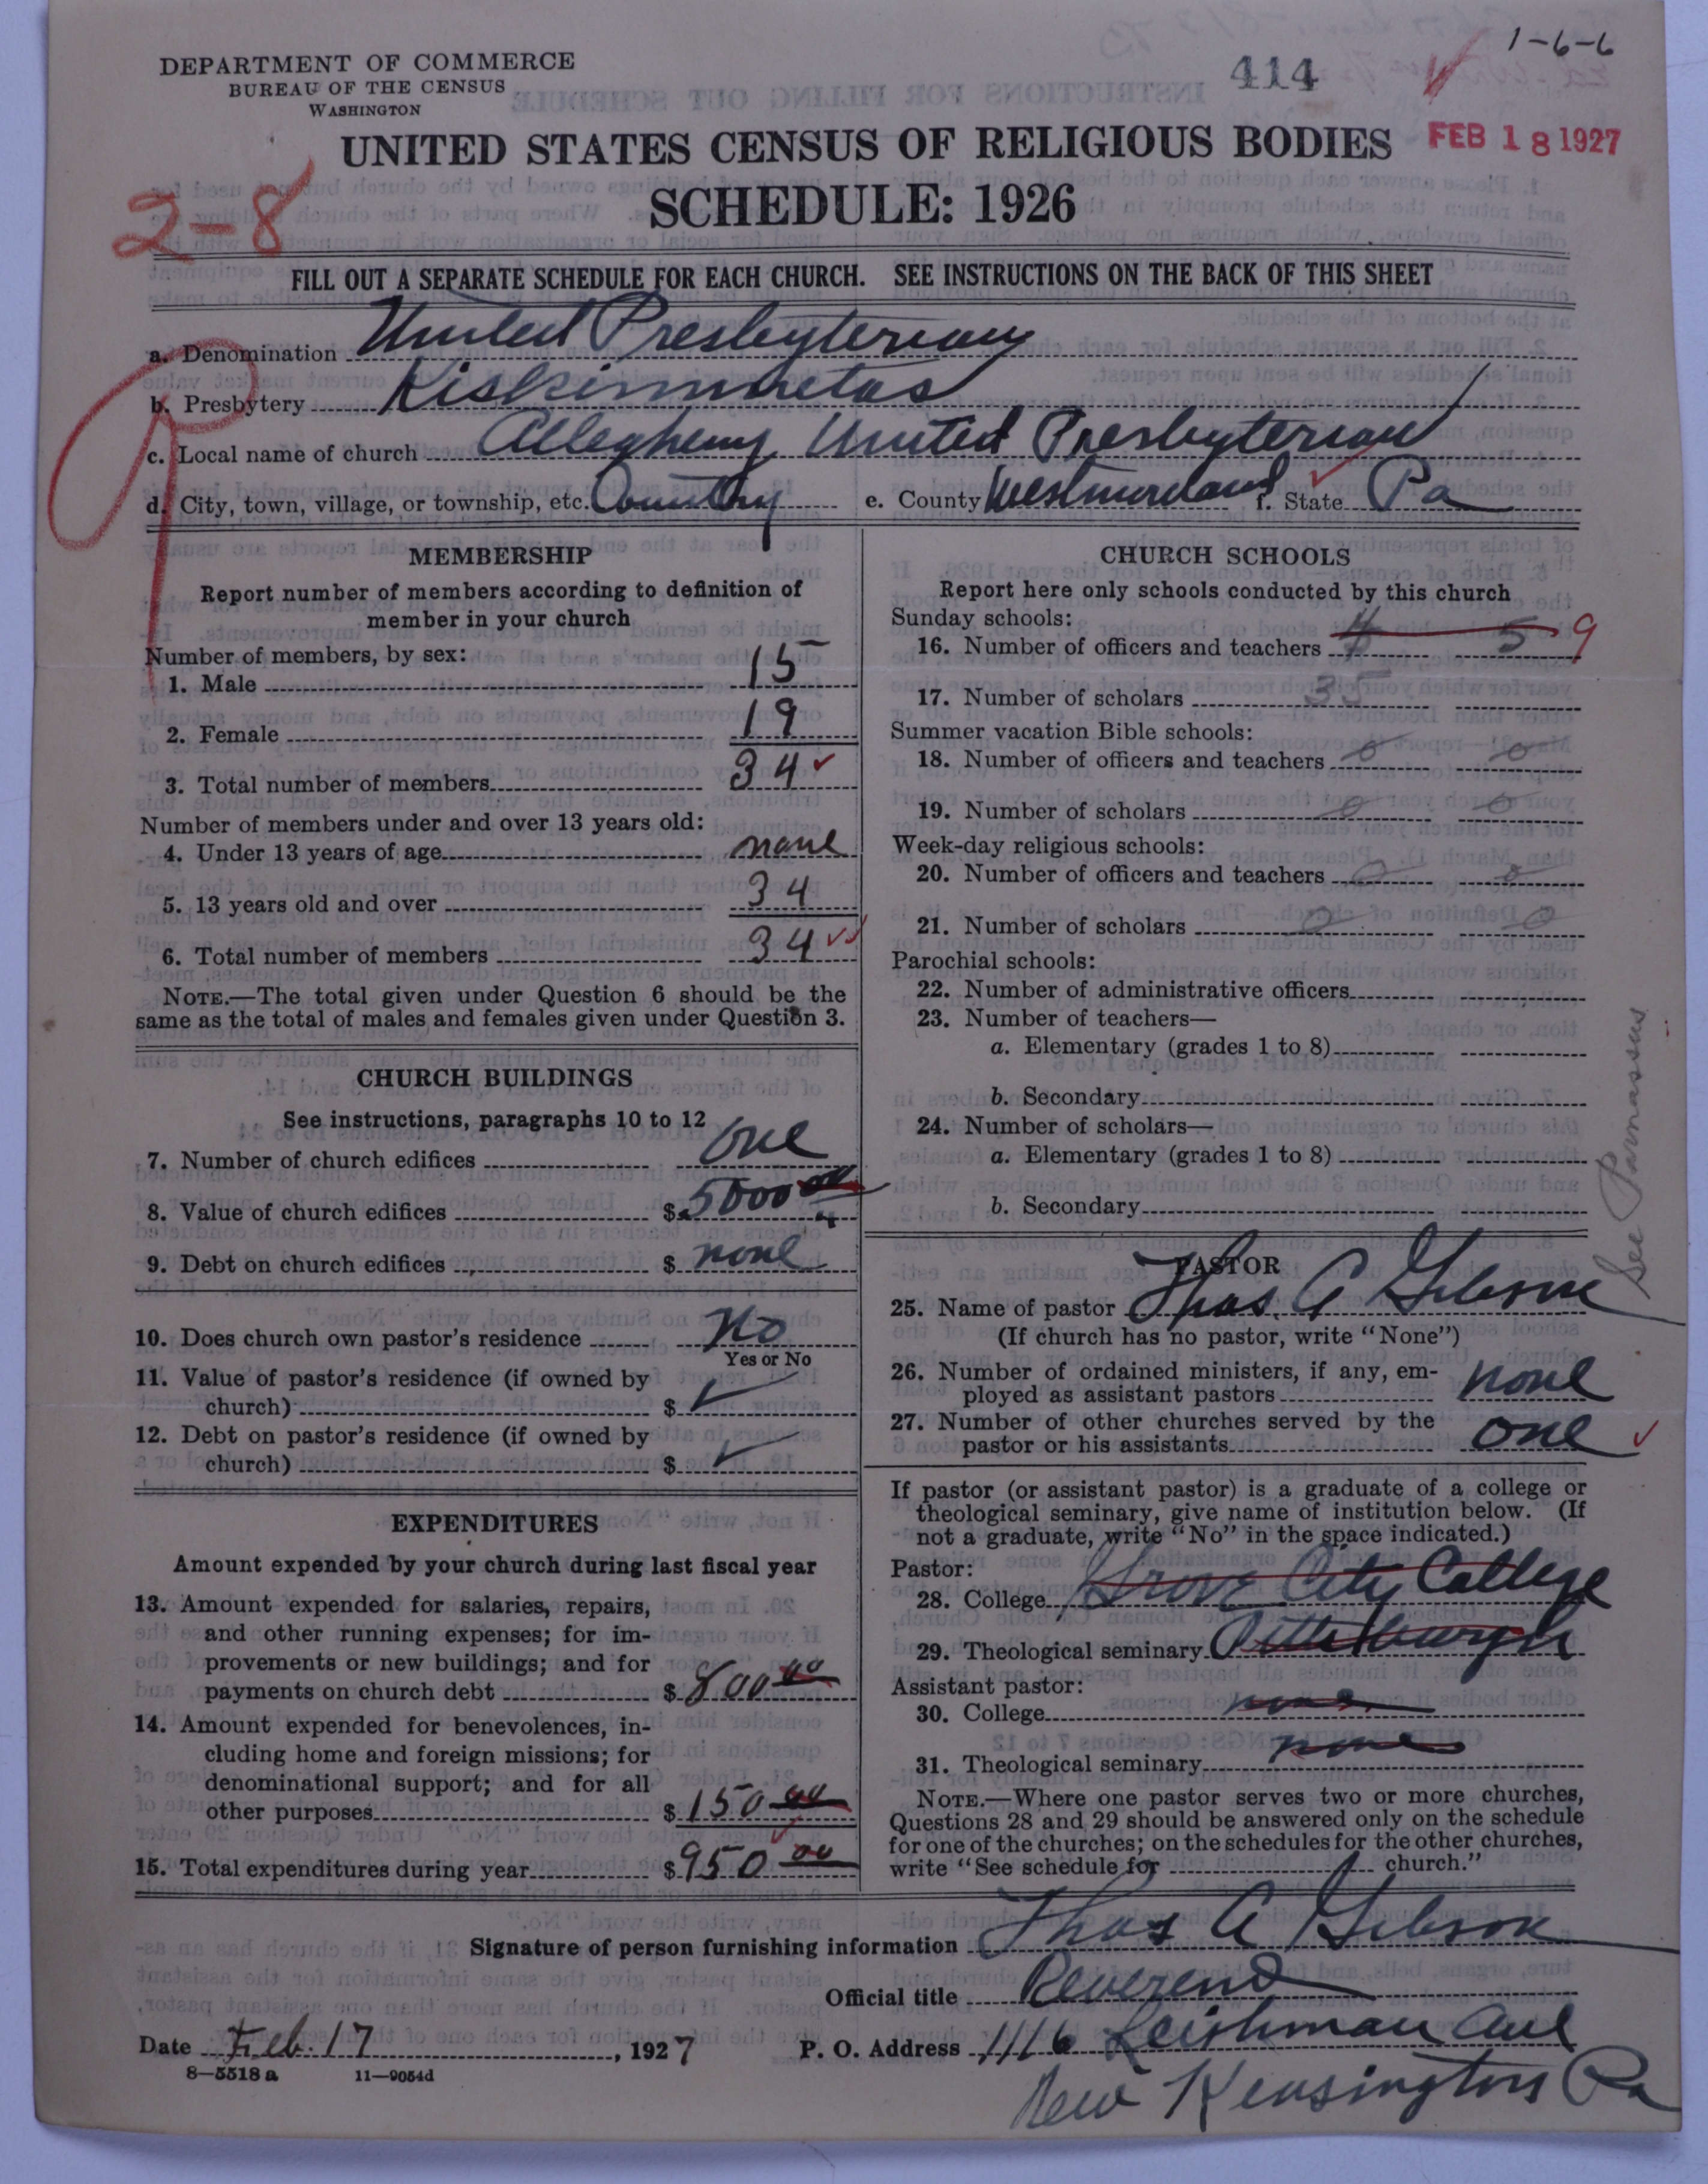 1-6-6
DEPARTMENT OF COMMERCE
BUREAU OF THE CENSUS
WASHINGTON
414
FEB 18 1927
UNITED STATES CENSUS OF RELIGIOUS BODIES
SCHEDULE: 1926
2-8
FILL OUT A SEPARATE SCHEDULE FOR EACH CHURCH. SEE INSTRUCTIONS ON THE BACK OF THIS SHEET
a. Denomination United Presbyterian
b. Presbytery Kiskiminetas
c. Local name of church Allegheny United Presbyterian
d. City, town, village, or township, etc. Country e. County Westmoreland f. State Pa
MEMBERSHIP
Report number of members according to definition of
member in your church
Number of members, by sex:
1. Male 15
2. Female 19
3. Total number of members 34
Number of members under and over 13 years old:
4. Under 13 years of age none
5. 13 years old and over 34
6. Total number of members 34
NOTE.—The total given under Question 6 should be the
same as the total of males and females given under Question 3.
CHURCH BUILDINGS
See instructions, paragraphs 10 to 12
7. Number of church edifices one
8. Value of church edifices $ 5000 00
9. Debt on church edifices $ none
10. Does church own pastor's residence No
Yes or No
11. Value of pastor's residence (if owned by
church) $
12. Debt on pastor's residence (if owned by
church) $
EXPENDITURES
Amount expended by your church during last fiscal year
13. Amount expended for salaries, repairs,
and other running expenses; for im-
provements or new buildings; and for
payments on church debt $ 800 00
14. Amount expended for benevolences, in-
cluding home and foreign missions; for
denominational support; and for all
other purposes $ 150 00
15. Total expenditures during year $ 950 00
CHURCH SCHOOLS
Report here only schools conducted by this church
Sunday schools:
16. Number of officers and teachers 4 5 9
17. Number of scholars 35
Summer vacation Bible schools:
18. Number of officers and teachers 0 0
19. Number of scholars 0 0
Week-day religious schools:
20. Number of officers and teachers 0 0
21. Number of scholars 0 0
Parochial schools:
22. Number of administrative officers
23. Number of teachers—
a. Elementary (grades 1 to 8)
b. Secondary
24. Number of scholars—
a. Elementary (grades 1 to 8)
b. Secondary
See Parnassus
PASTOR
25. Name of pastor Thos. A Gibson
(If church has no pastor, write "None")
26. Number of ordained ministers, if any, em-
ployed as assistant pastors none
27. Number of other churches served by the
pastor or his assistants one
If pastor (or assistant pastor) is a graduate of a college or
theological seminary, give name of institution below. (If
not a graduate, write "No" in the space indicated.)
Pastor:
28. College Grove City College
29. Theological seminary Pittsburgh
Assistant pastor:
30. College none
31. Theological seminary none
NOTE.—Where one pastor serves two or more churches,
Questions 28 and 29 should be answered only on the schedule
for one of the churches; on the schedules for the other churches,
write "See schedule for church."
Signature of person furnishing information Thos A Gibson
Official title Reverend
Date Feb. 17, 1927 P. O. Address 1116 Leishman Ave
New Kensington Pa
8—5518 a 11—9054d